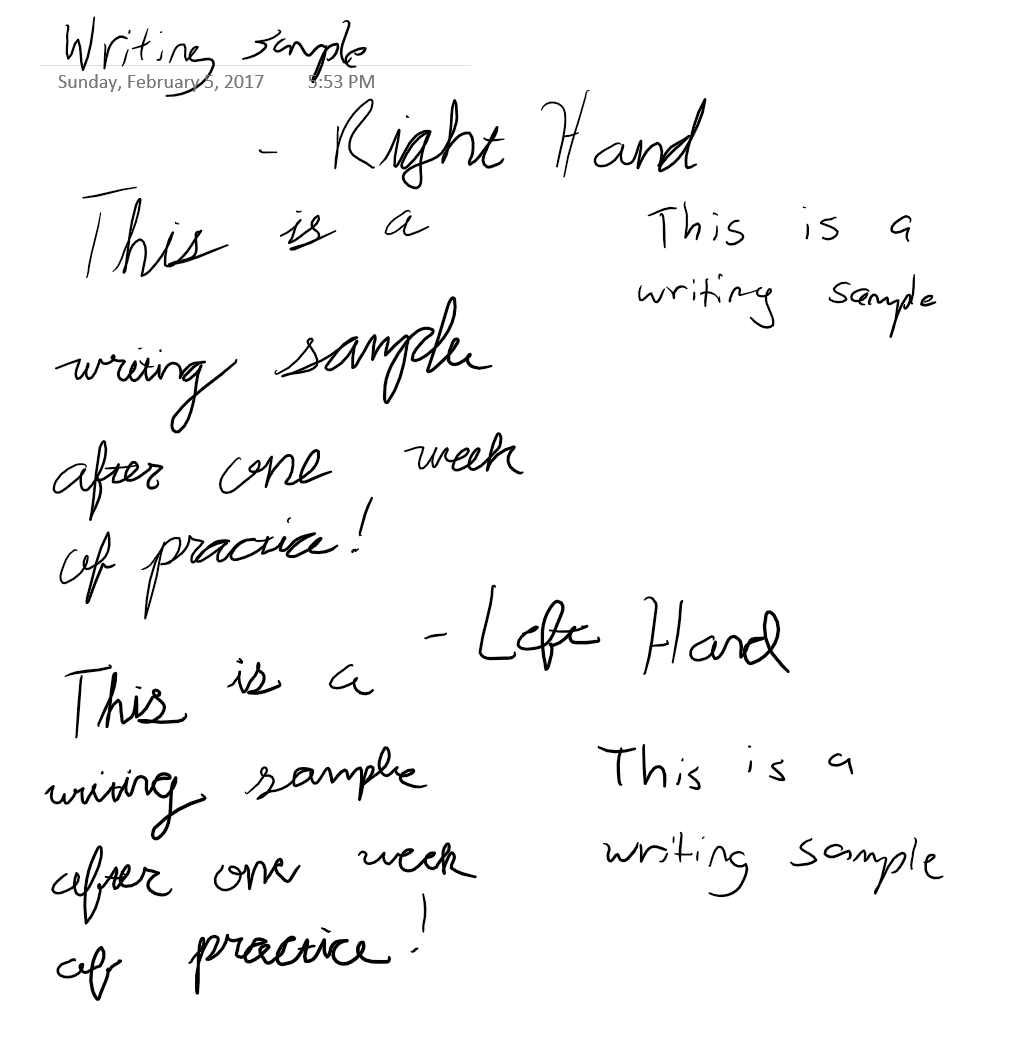 Writing sample
Sunday, February 5, 2017 5:53 PM
- Right Hand
This is a
writing sample
after one week
of practice!
This is a
writing sample
- Left Hand
This is a
writing sample
after one week
of practice!
This is a
writing sample